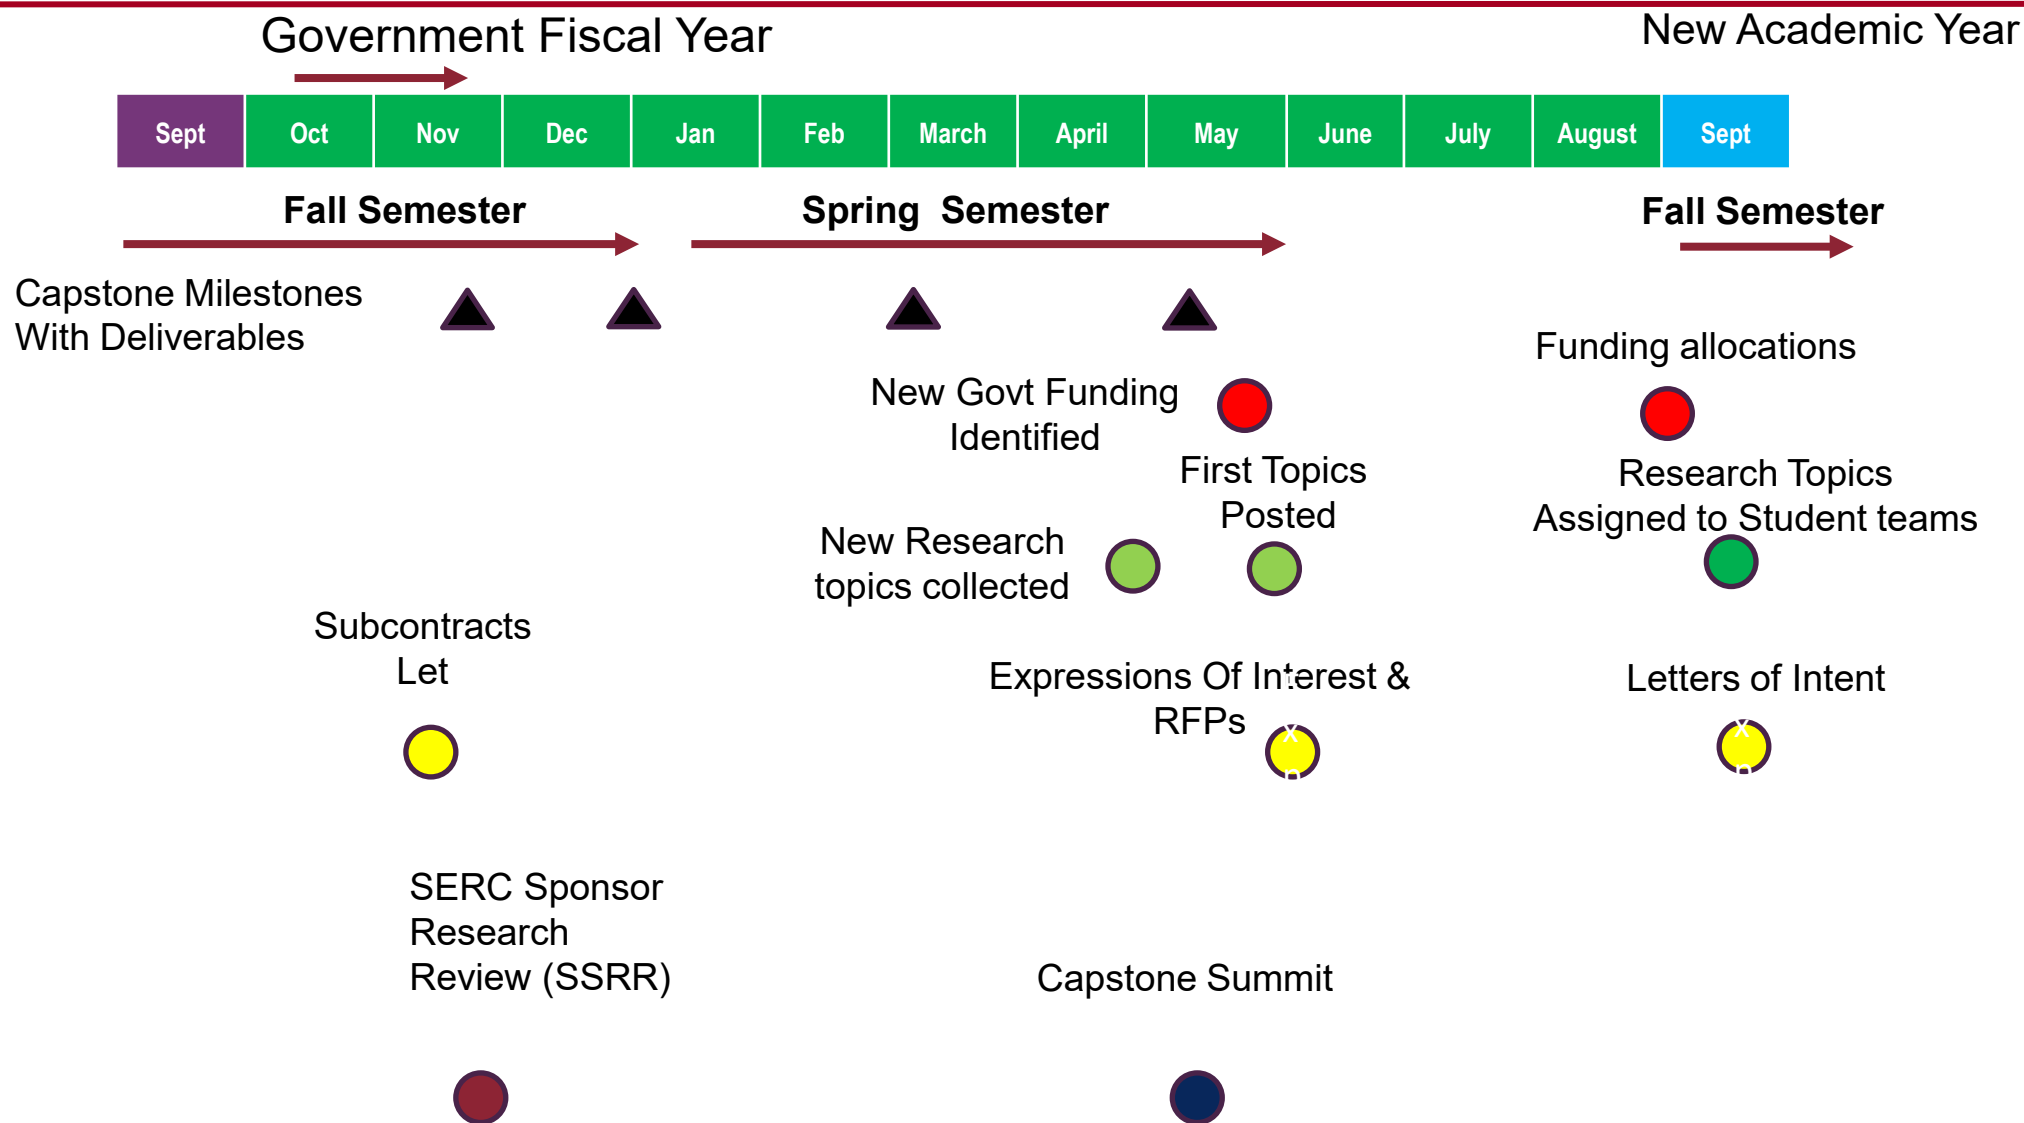 Government Fiscal Year
New Academic Year
Sept
Oct
Nov
Dec
Jan
Feb
March
April
May
June
July
August
Sept
Fall Semester
Spring  Semester
Fall Semester
Capstone Milestones
With Deliverables
Funding allocations
New Govt Funding
Identified
First Topics
Posted
Research Topics
Assigned to Student teams
New Research
topics collected
Subcontracts
Let
Expressions Of Interest &
RFPs
Letters of Intent
SERC Sponsor
Research
Review (SSRR)
Capstone Summit